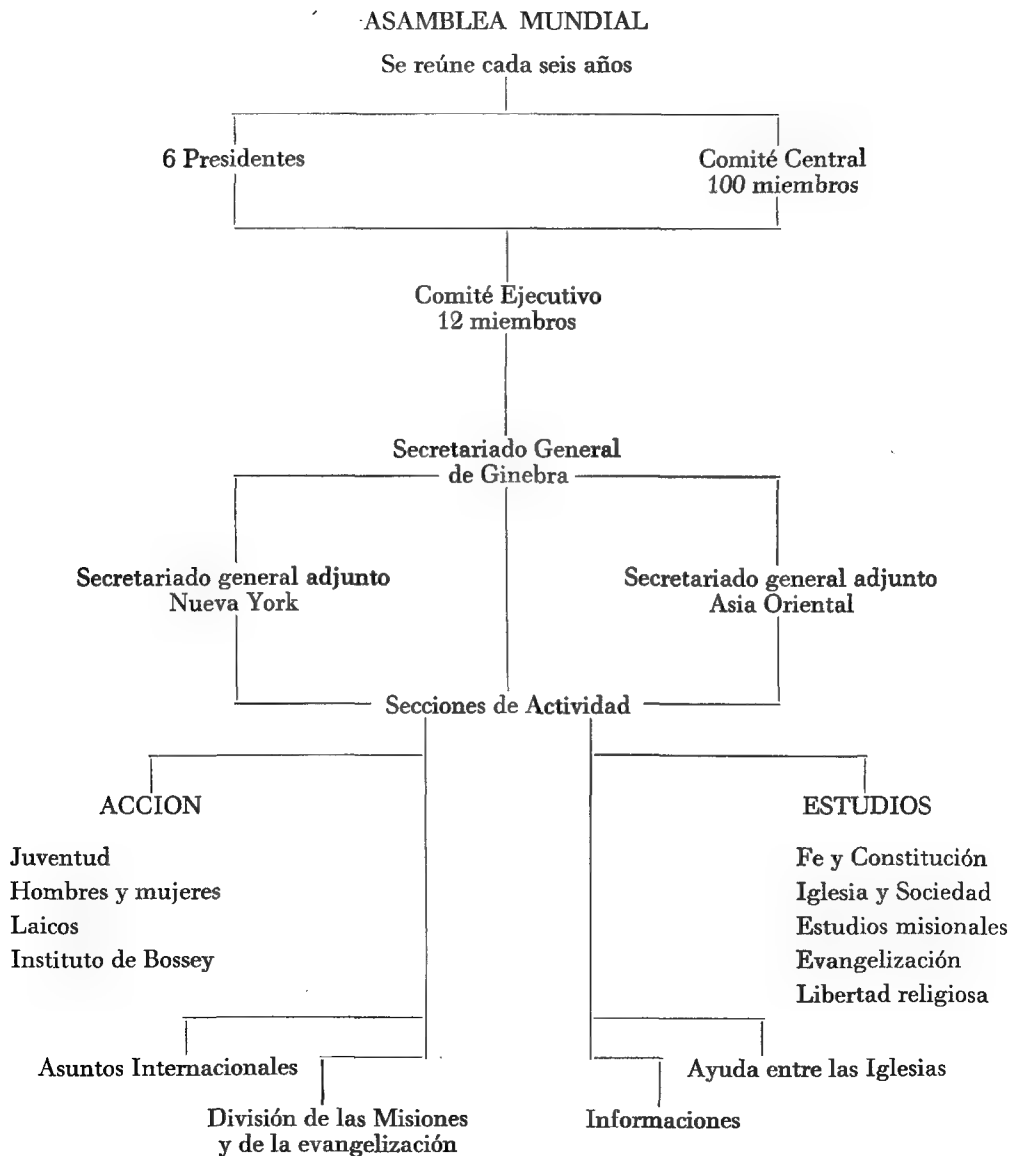 ASAMBLEA MUNDIAL
Se reúne cada seis años
6 Presidentes
Comité Central
100 miembros
Comité Ejecutivo
12 miembros
Secretariado General
de Ginebra
Secretariado general adjunto
Nueva York
Secretariado general adjunto
Asia Oriental
Secciones de Actividad
ACCION
Juventud
Hombres y mujeres
Laicos
Instituto de Bossey
ESTUDIOS
Fe y Constitución
Iglesia y Sociedad
Estudios misionales
Evangelización
Libertad religiosa
Asuntos Internacionales
División de las Misiones
y de la evangelización
Informaciones
Ayuda entre las Iglesias